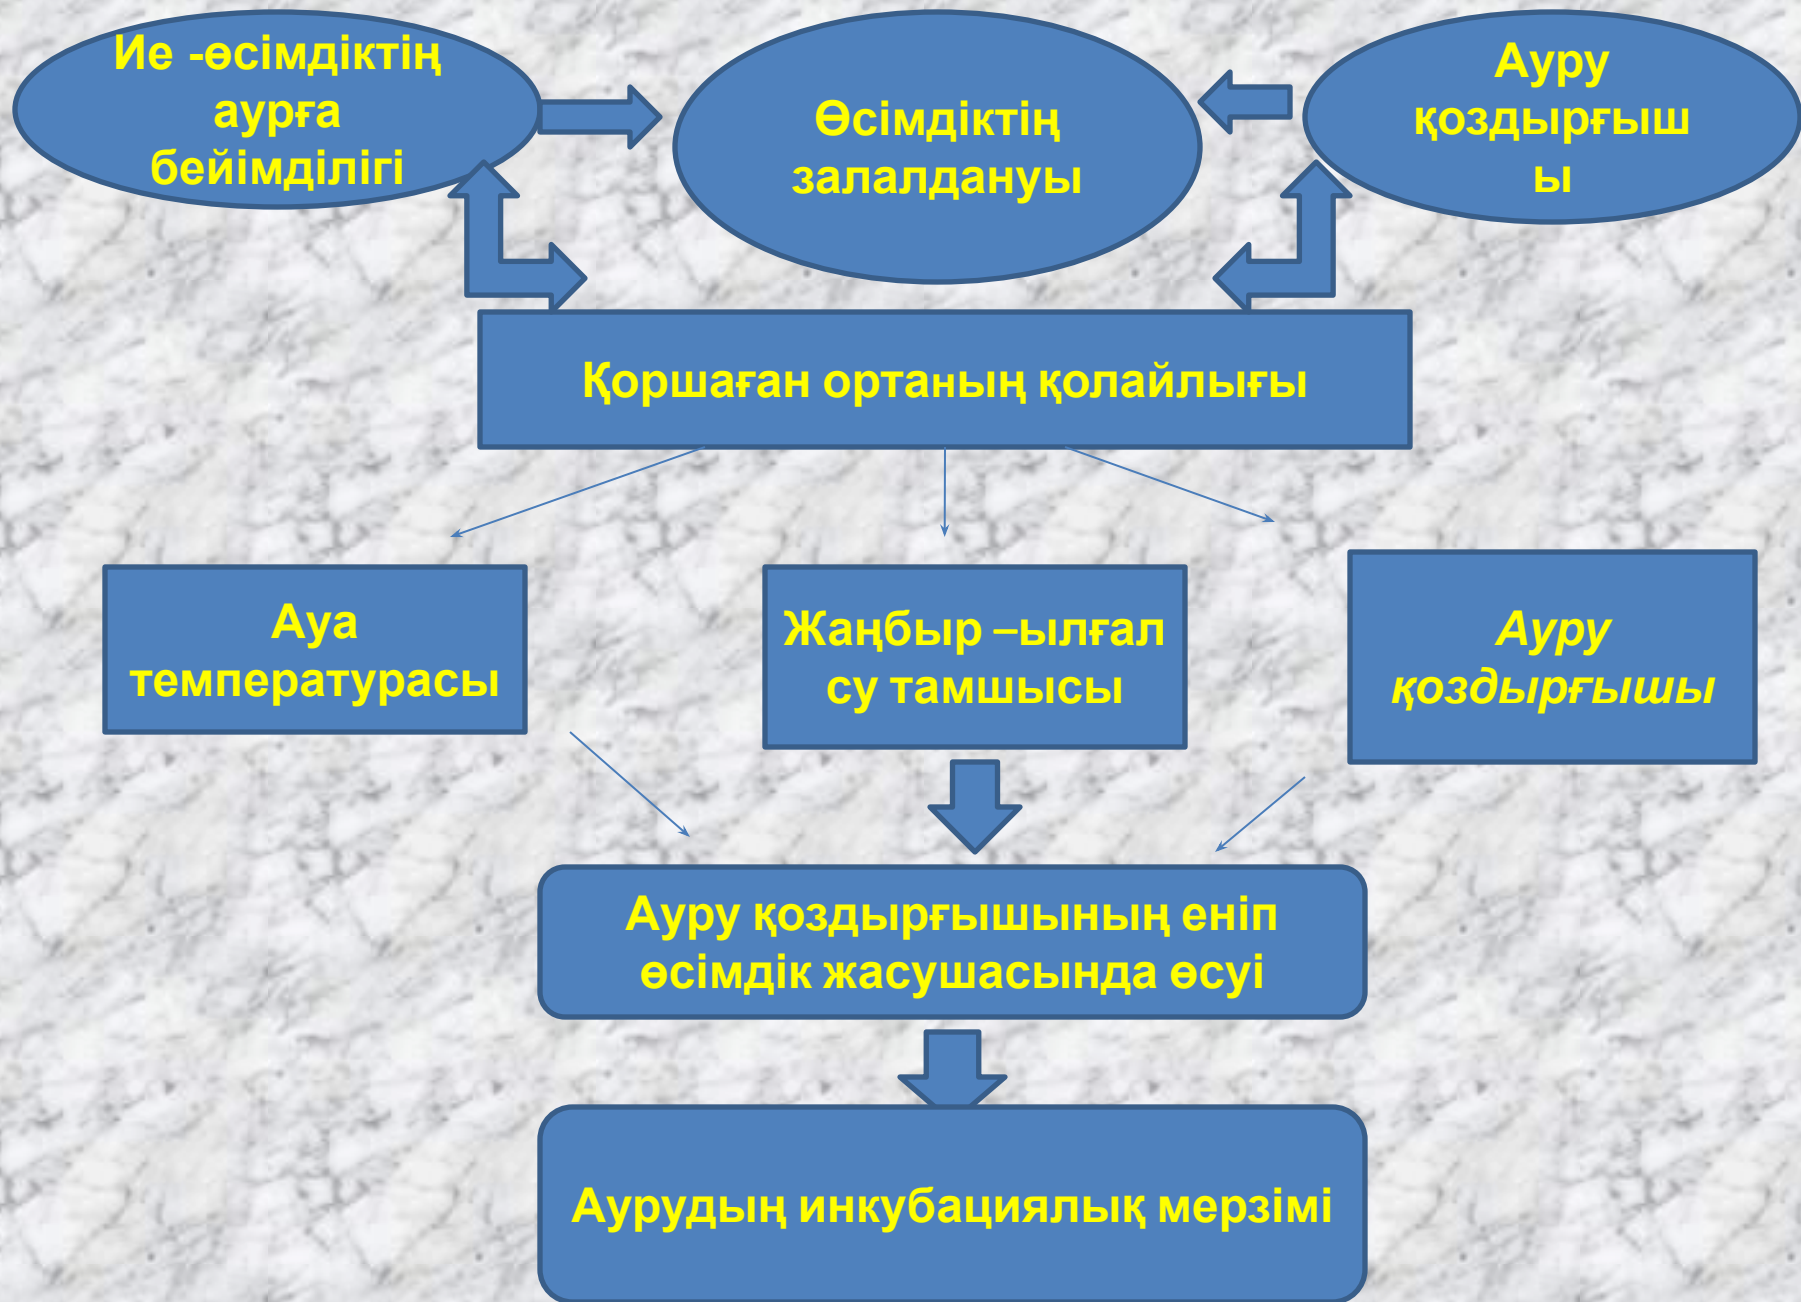 Ие -өсімдіктің
аурға
бейімділігі
Өсімдіктің
залалдануы
Ауру
қоздырғыш
ы
Қоршаған ортаның қолайлығы
Ауа
температурасы
Жаңбыр –ылғал
су тамшысы
Ауру
қоздырғышы
Ауру қоздырғышының еніп
өсімдік жасушасында өсуі
Аурудың инкубациялық мерзімі